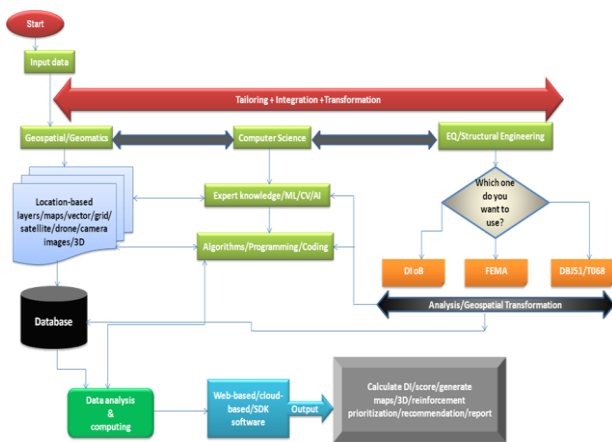 Start
Input data
Tailoring + Integration +Transformation
Geospatial/Geomatics
Computer Science
EQ/Structural Engineering
Location-based
layers/maps/vector/grid/
satellite/drone/camera
images/3D
Expert knowledge/ML/CV/AI
Which one
do you
want to
use?
Algorithms/Programming/Coding
DI oB
FEMA
DBJ51/T068
Analysis/Geospatial Transformation
Database
Data analysis
&
computing
Web-based/cloud-
based/SDK
software
Output
Calculate DI/score/generate
maps/3D/reinforcement
prioritization/recommendation/report